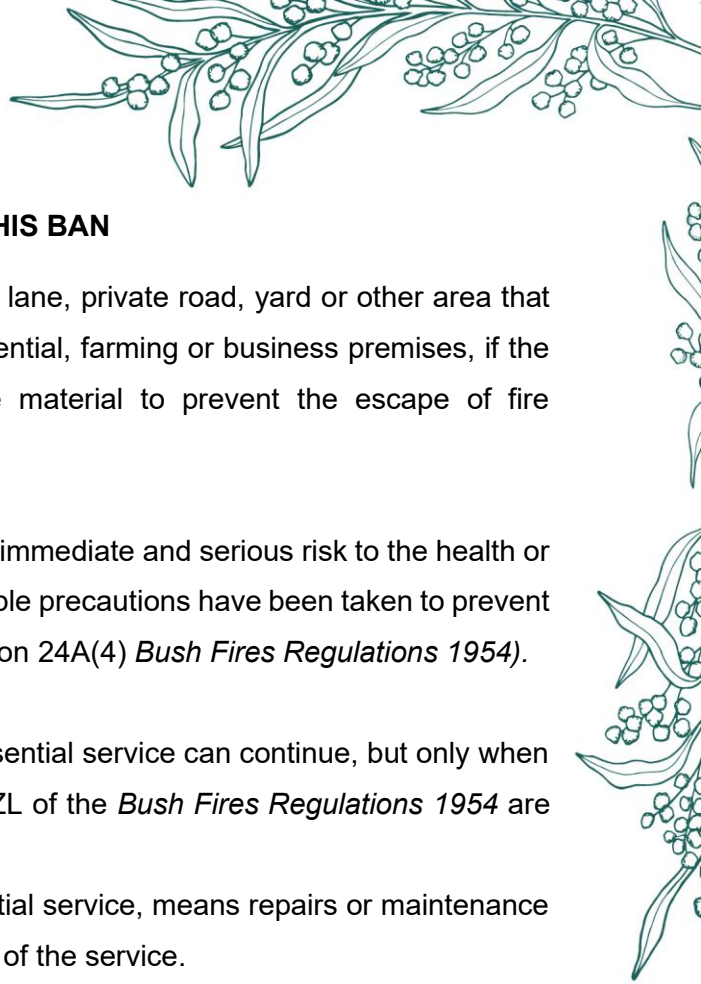 HIS BAN
lane, private road, yard or other area that
ential, farming or business premises, if the
material to prevent the escape of fire
immediate and serious risk to the health or
ble precautions have been taken to prevent
on 24A(4) Bush Fires Regulations 1954).
sential service can continue, but only when
ZL of the Bush Fires Regulations 1954 are
tial service, means repairs or maintenance
of the service.